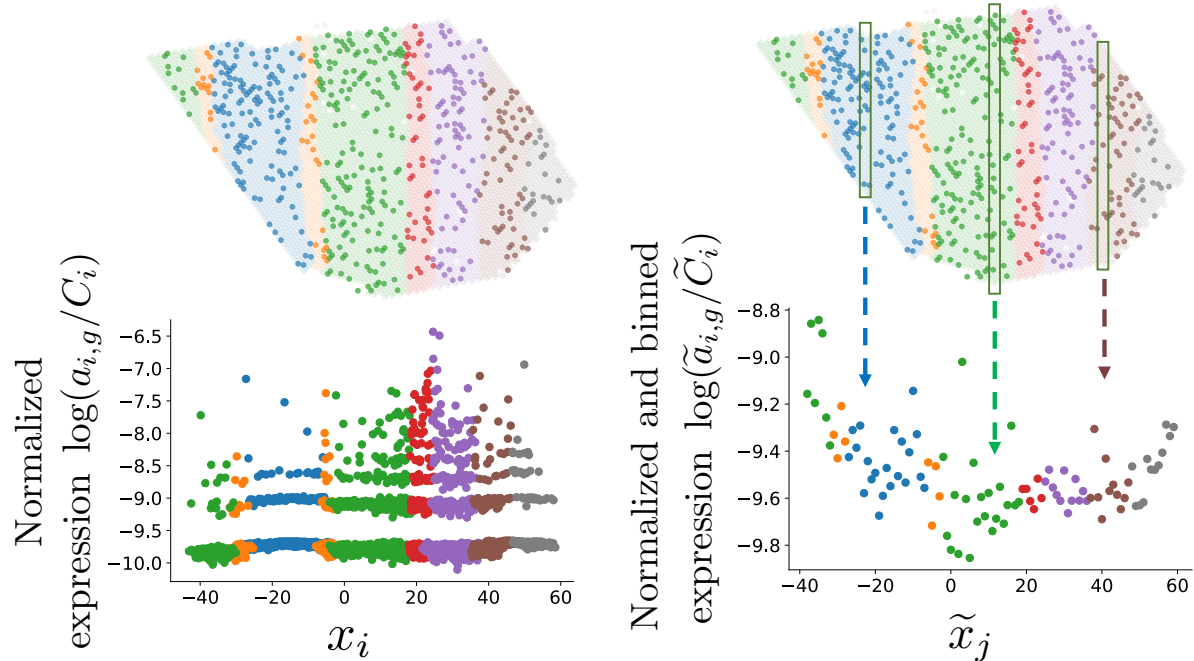 Normalized
expression log(a_{i,g}/C_i)
−6.5
−7.0
−7.5
−8.0
−8.5
−9.0
−9.5
−10.0
−40 −20 0 20 40 60
x_i
Normalized and binned
expression log(ã_{i,g}/C̃_i)
−8.8
−9.0
−9.2
−9.4
−9.6
−9.8
−40 −20 0 20 40 60
x̃_j